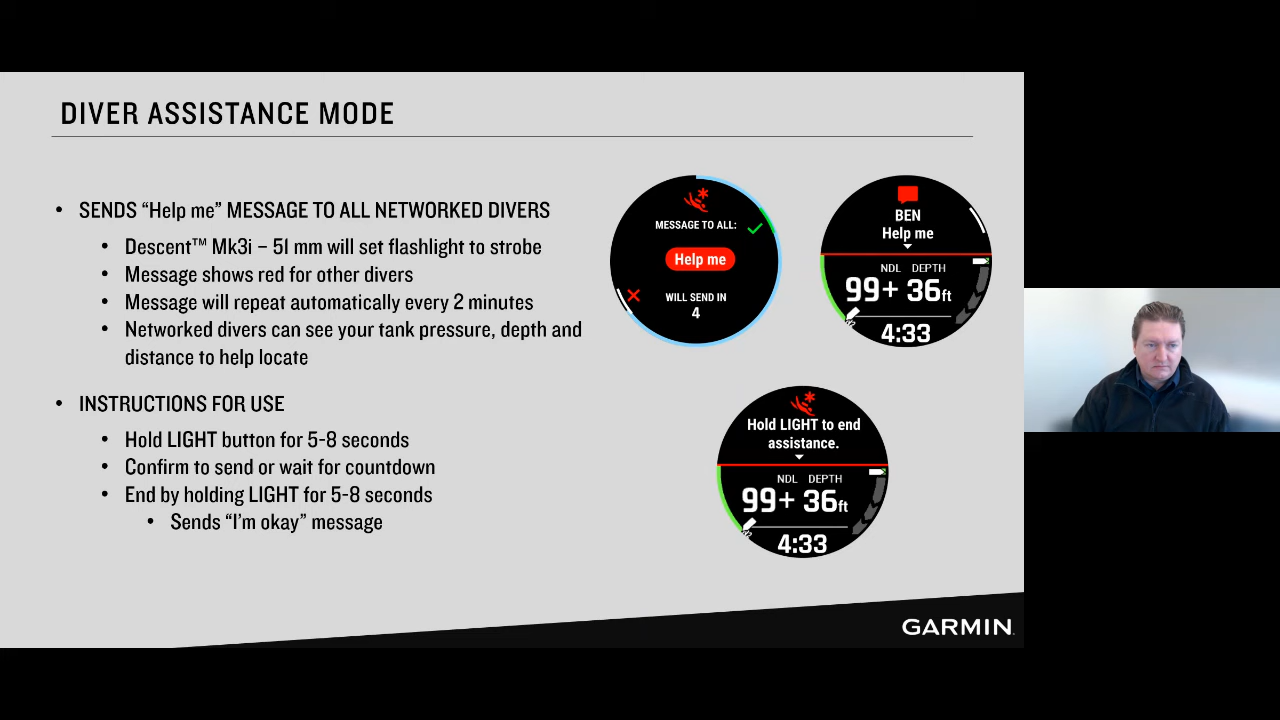 DIVER ASSISTANCE MODE
• SENDS “Help me” MESSAGE TO ALL NETWORKED DIVERS
• Descent™ Mk3i – 51 mm will set flashlight to strobe
• Message shows red for other divers
• Message will repeat automatically every 2 minutes
• Networked divers can see your tank pressure, depth and
distance to help locate
• INSTRUCTIONS FOR USE
• Hold LIGHT button for 5-8 seconds
• Confirm to send or wait for countdown
• End by holding LIGHT for 5-8 seconds
• Sends “I’m okay” message
MESSAGE TO ALL:
Help me
WILL SEND IN
4
BEN
Help me
NDL DEPTH
99+ 36ft
4:33
Hold LIGHT to end
assistance.
NDL DEPTH
99+ 36ft
4:33
GARMIN